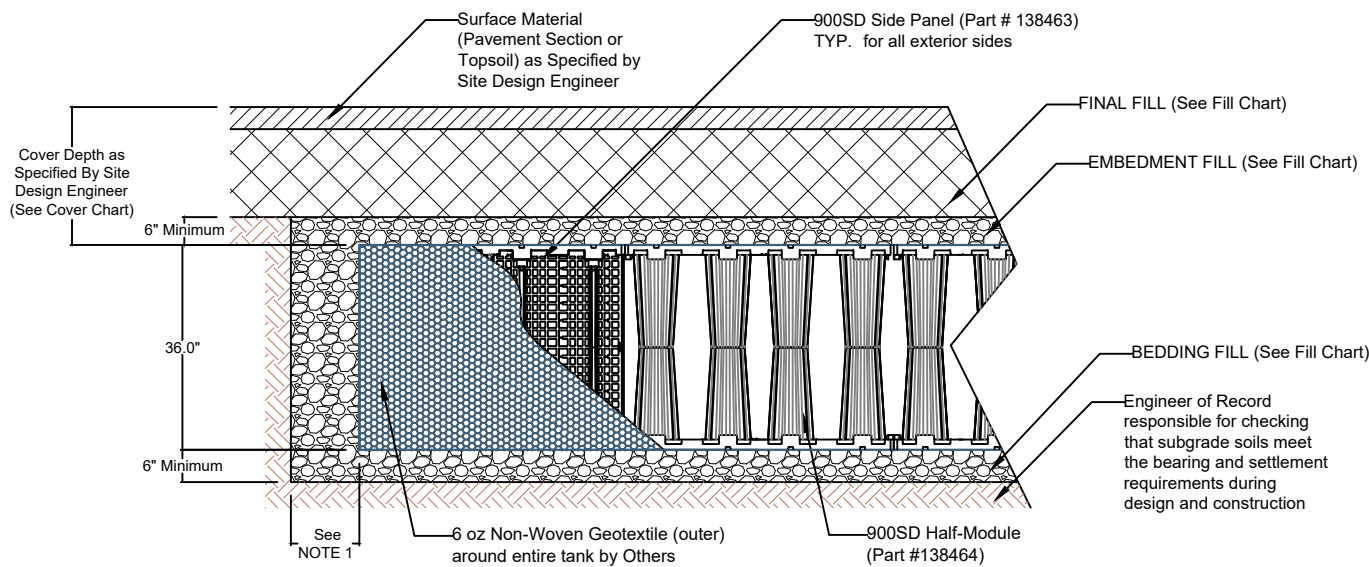 Surface Material
(Pavement Section or
Topsoil) as Specified by
Site Design Engineer
900SD Side Panel (Part # 138463)
TYP. for all exterior sides
FINAL FILL (See Fill Chart)
Cover Depth as
Specified By Site
Design Engineer
(See Cover Chart)
EMBEDMENT FILL (See Fill Chart)
6" Minimum
36.0"
BEDDING FILL (See Fill Chart)
Engineer of Record
responsible for checking
that subgrade soils meet
the bearing and settlement
requirements during
design and construction
6" Minimum
See
NOTE 1
6 oz Non-Woven Geotextile (outer)
around entire tank by Others
900SD Half-Module
(Part #138464)